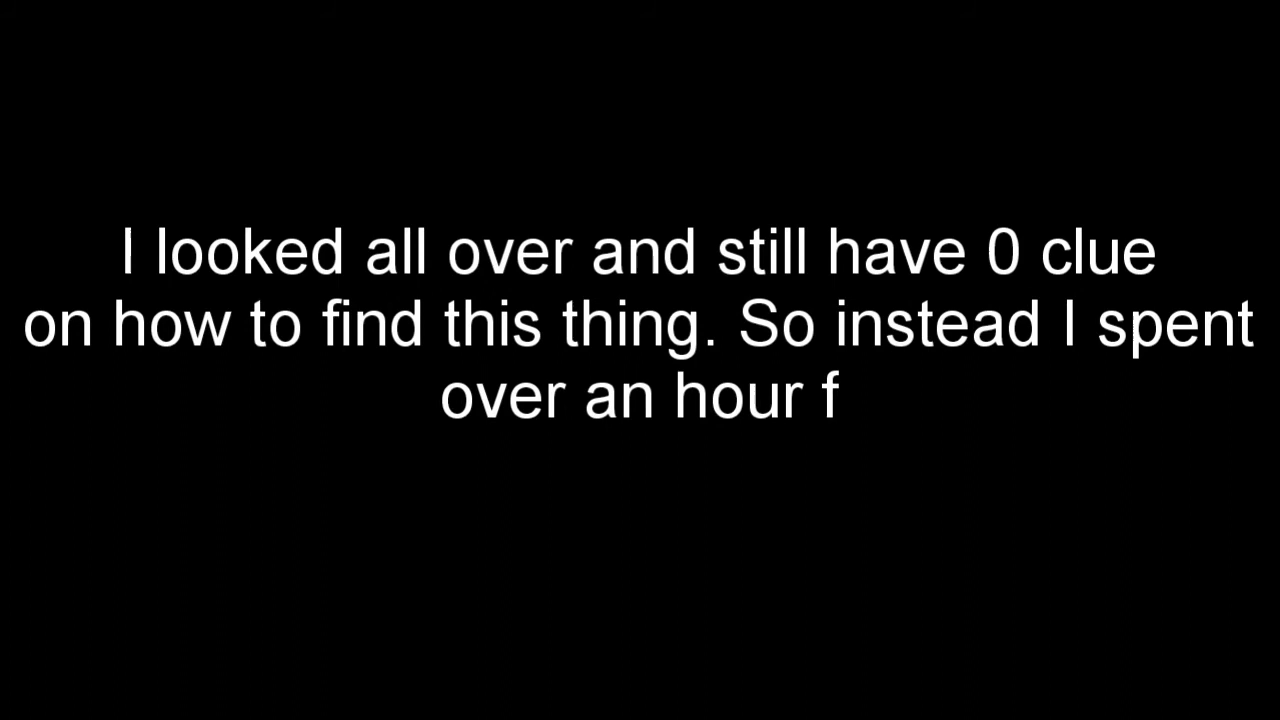 I looked all over and still have 0 clue
on how to find this thing. So instead I spent
over an hour f